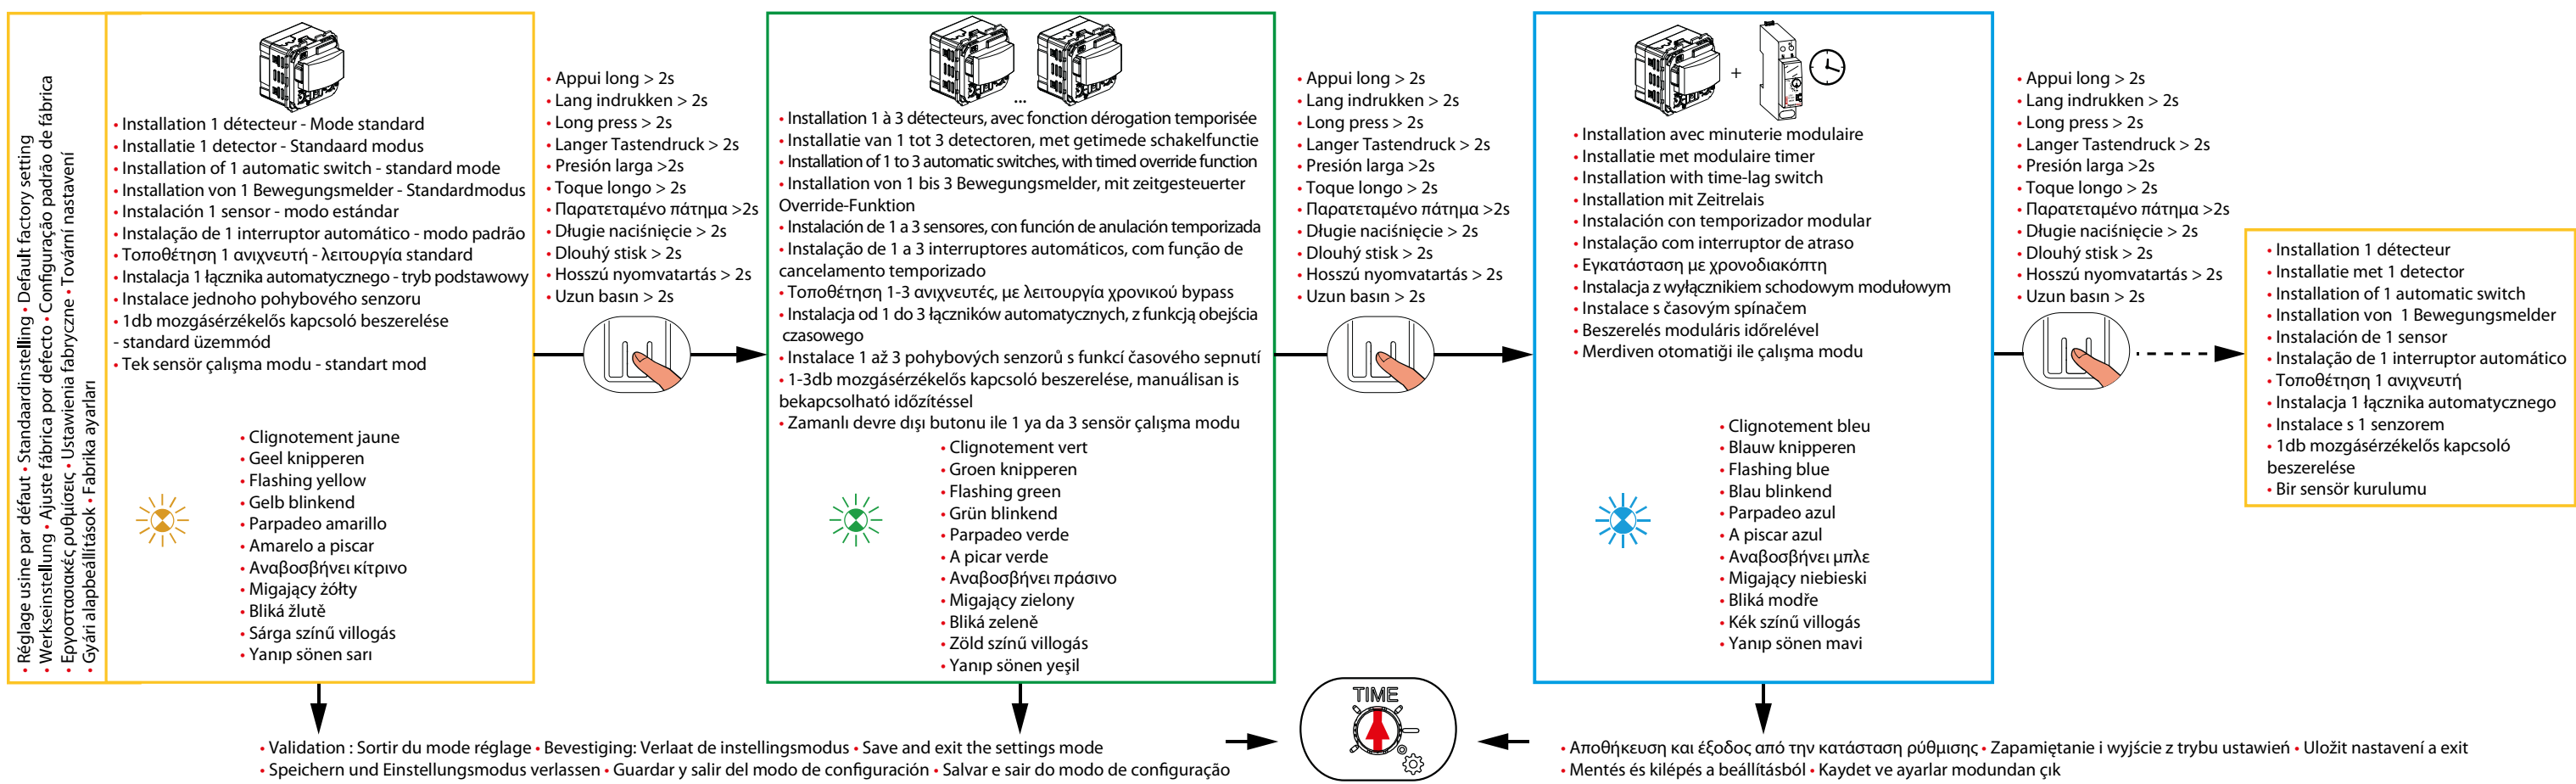 • Réglage usine par défaut • Standaardinstelling • Default factory setting
• Werkseinstellung • Ajuste fábrica por defecto • Configuração padrão de fábrica
• Εργοστασιακές ρυθμίσεις • Ustawienia fabryczne • Tovární nastavení
• Gyári alapbeállítások • Fabrika ayarları
• Installation 1 détecteur - Mode standard
• Installatie 1 detector - Standaard modus
• Installation of 1 automatic switch - standard mode
• Installation von 1 Bewegungsmelder - Standardmodus
• Instalación 1 sensor - modo estándar
• Instalação de 1 interruptor automático - modo padrão
• Τοποθέτηση 1 ανιχνευτή - λειτουργία standard
• Instalacja 1 łącznika automatycznego - tryb podstawowy
• Instalace jednoho pohybového senzoru
• 1db mozgásérzékelős kapcsoló beszerelése
- standard üzemmód
• Tek sensör çalışma modu - standart mod
• Clignotement jaune
• Geel knipperen
• Flashing yellow
• Gelb blinkend
• Parpadeo amarillo
• Amarelo a piscar
• Αναβοσβήνει κίτρινο
• Migający żółty
• Bliká žlutě
• Sárga színű villogás
• Yanıp sönen sarı
• Appui long > 2s
• Lang indrukken > 2s
• Long press > 2s
• Langer Tastendruck > 2s
• Presión larga >2s
• Toque longo > 2s
• Παρατεταμένο πάτημα >2s
• Długie naciśnięcie > 2s
• Dlouhý stisk > 2s
• Hosszú nyomvatartás > 2s
• Uzun basın > 2s
...
• Installation 1 à 3 détecteurs, avec fonction dérogation temporisée
• Installatie van 1 tot 3 detectoren, met getimede schakelfunctie
• Installation of 1 to 3 automatic switches, with timed override function
• Installation von 1 bis 3 Bewegungsmelder, mit zeitgesteuerter
Override-Funktion
• Instalación de 1 a 3 sensores, con función de anulación temporizada
• Instalação de 1 a 3 interruptores automáticos, com função de
cancelamento temporizado
• Τοποθέτηση 1-3 ανιχνευτές, με λειτουργία χρονικού bypass
• Instalacja od 1 do 3 łączników automatycznych, z funkcją obejścia
czasowego
• Instalace 1 až 3 pohybových senzorů s funkcí časového sepnutí
• 1-3db mozgásérzékelős kapcsoló beszerelése, manuálisan is
bekapcsolható időzítéssel
• Zamanlı devre dışı butonu ile 1 ya da 3 sensör çalışma modu
• Clignotement vert
• Groen knipperen
• Flashing green
• Grün blinkend
• Parpadeo verde
• A picar verde
• Αναβοσβήνει πράσινο
• Migający zielony
• Bliká zeleně
• Zöld színű villogás
• Yanıp sönen yeşil
• Appui long > 2s
• Lang indrukken > 2s
• Long press > 2s
• Langer Tastendruck > 2s
• Presión larga >2s
• Toque longo > 2s
• Παρατεταμένο πάτημα >2s
• Długie naciśnięcie > 2s
• Dlouhý stisk > 2s
• Hosszú nyomvatartás > 2s
• Uzun basın > 2s
+
• Installation avec minuterie modulaire
• Installatie met modulaire timer
• Installation with time-lag switch
• Installation mit Zeitrelais
• Instalación con temporizador modular
• Instalação com interruptor de atraso
• Εγκατάσταση με χρονοδιακόπτη
• Instalacja z wyłącznikiem schodowym modułowym
• Instalace s časovým spínačem
• Beszerelés moduláris időrelével
• Merdiven otomatiği ile çalışma modu
• Clignotement bleu
• Blauw knipperen
• Flashing blue
• Blau blinkend
• Parpadeo azul
• A piscar azul
• Αναβοσβήνει μπλε
• Migający niebieski
• Bliká modře
• Kék színű villogás
• Yanıp sönen mavi
• Appui long > 2s
• Lang indrukken > 2s
• Long press > 2s
• Langer Tastendruck > 2s
• Presión larga >2s
• Toque longo > 2s
• Παρατεταμένο πάτημα >2s
• Długie naciśnięcie > 2s
• Dlouhý stisk > 2s
• Hosszú nyomvatartás > 2s
• Uzun basın > 2s
• Installation 1 détecteur
• Installatie met 1 detector
• Installation of 1 automatic switch
• Installation von 1 Bewegungsmelder
• Instalación de 1 sensor
• Instalação de 1 interruptor automático
• Τοποθέτηση 1 ανιχνευτή
• Instalacja 1 łącznika automatycznego
• Instalace s 1 senzorem
• 1db mozgásérzékelős kapcsoló
beszerelése
• Bir sensör kurulumu
• Validation : Sortir du mode réglage • Bevestiging: Verlaat de instellingsmodus • Save and exit the settings mode
• Speichern und Einstellungsmodus verlassen • Guardar y salir del modo de configuración • Salvar e sair do modo de configuração
TIME
• Αποθήκευση και έξοδος από την κατάσταση ρύθμισης • Zapamiętanie i wyjście z trybu ustawień • Uložit nastavení a exit
• Mentés és kilépés a beállításból • Kaydet ve ayarlar modundan çık